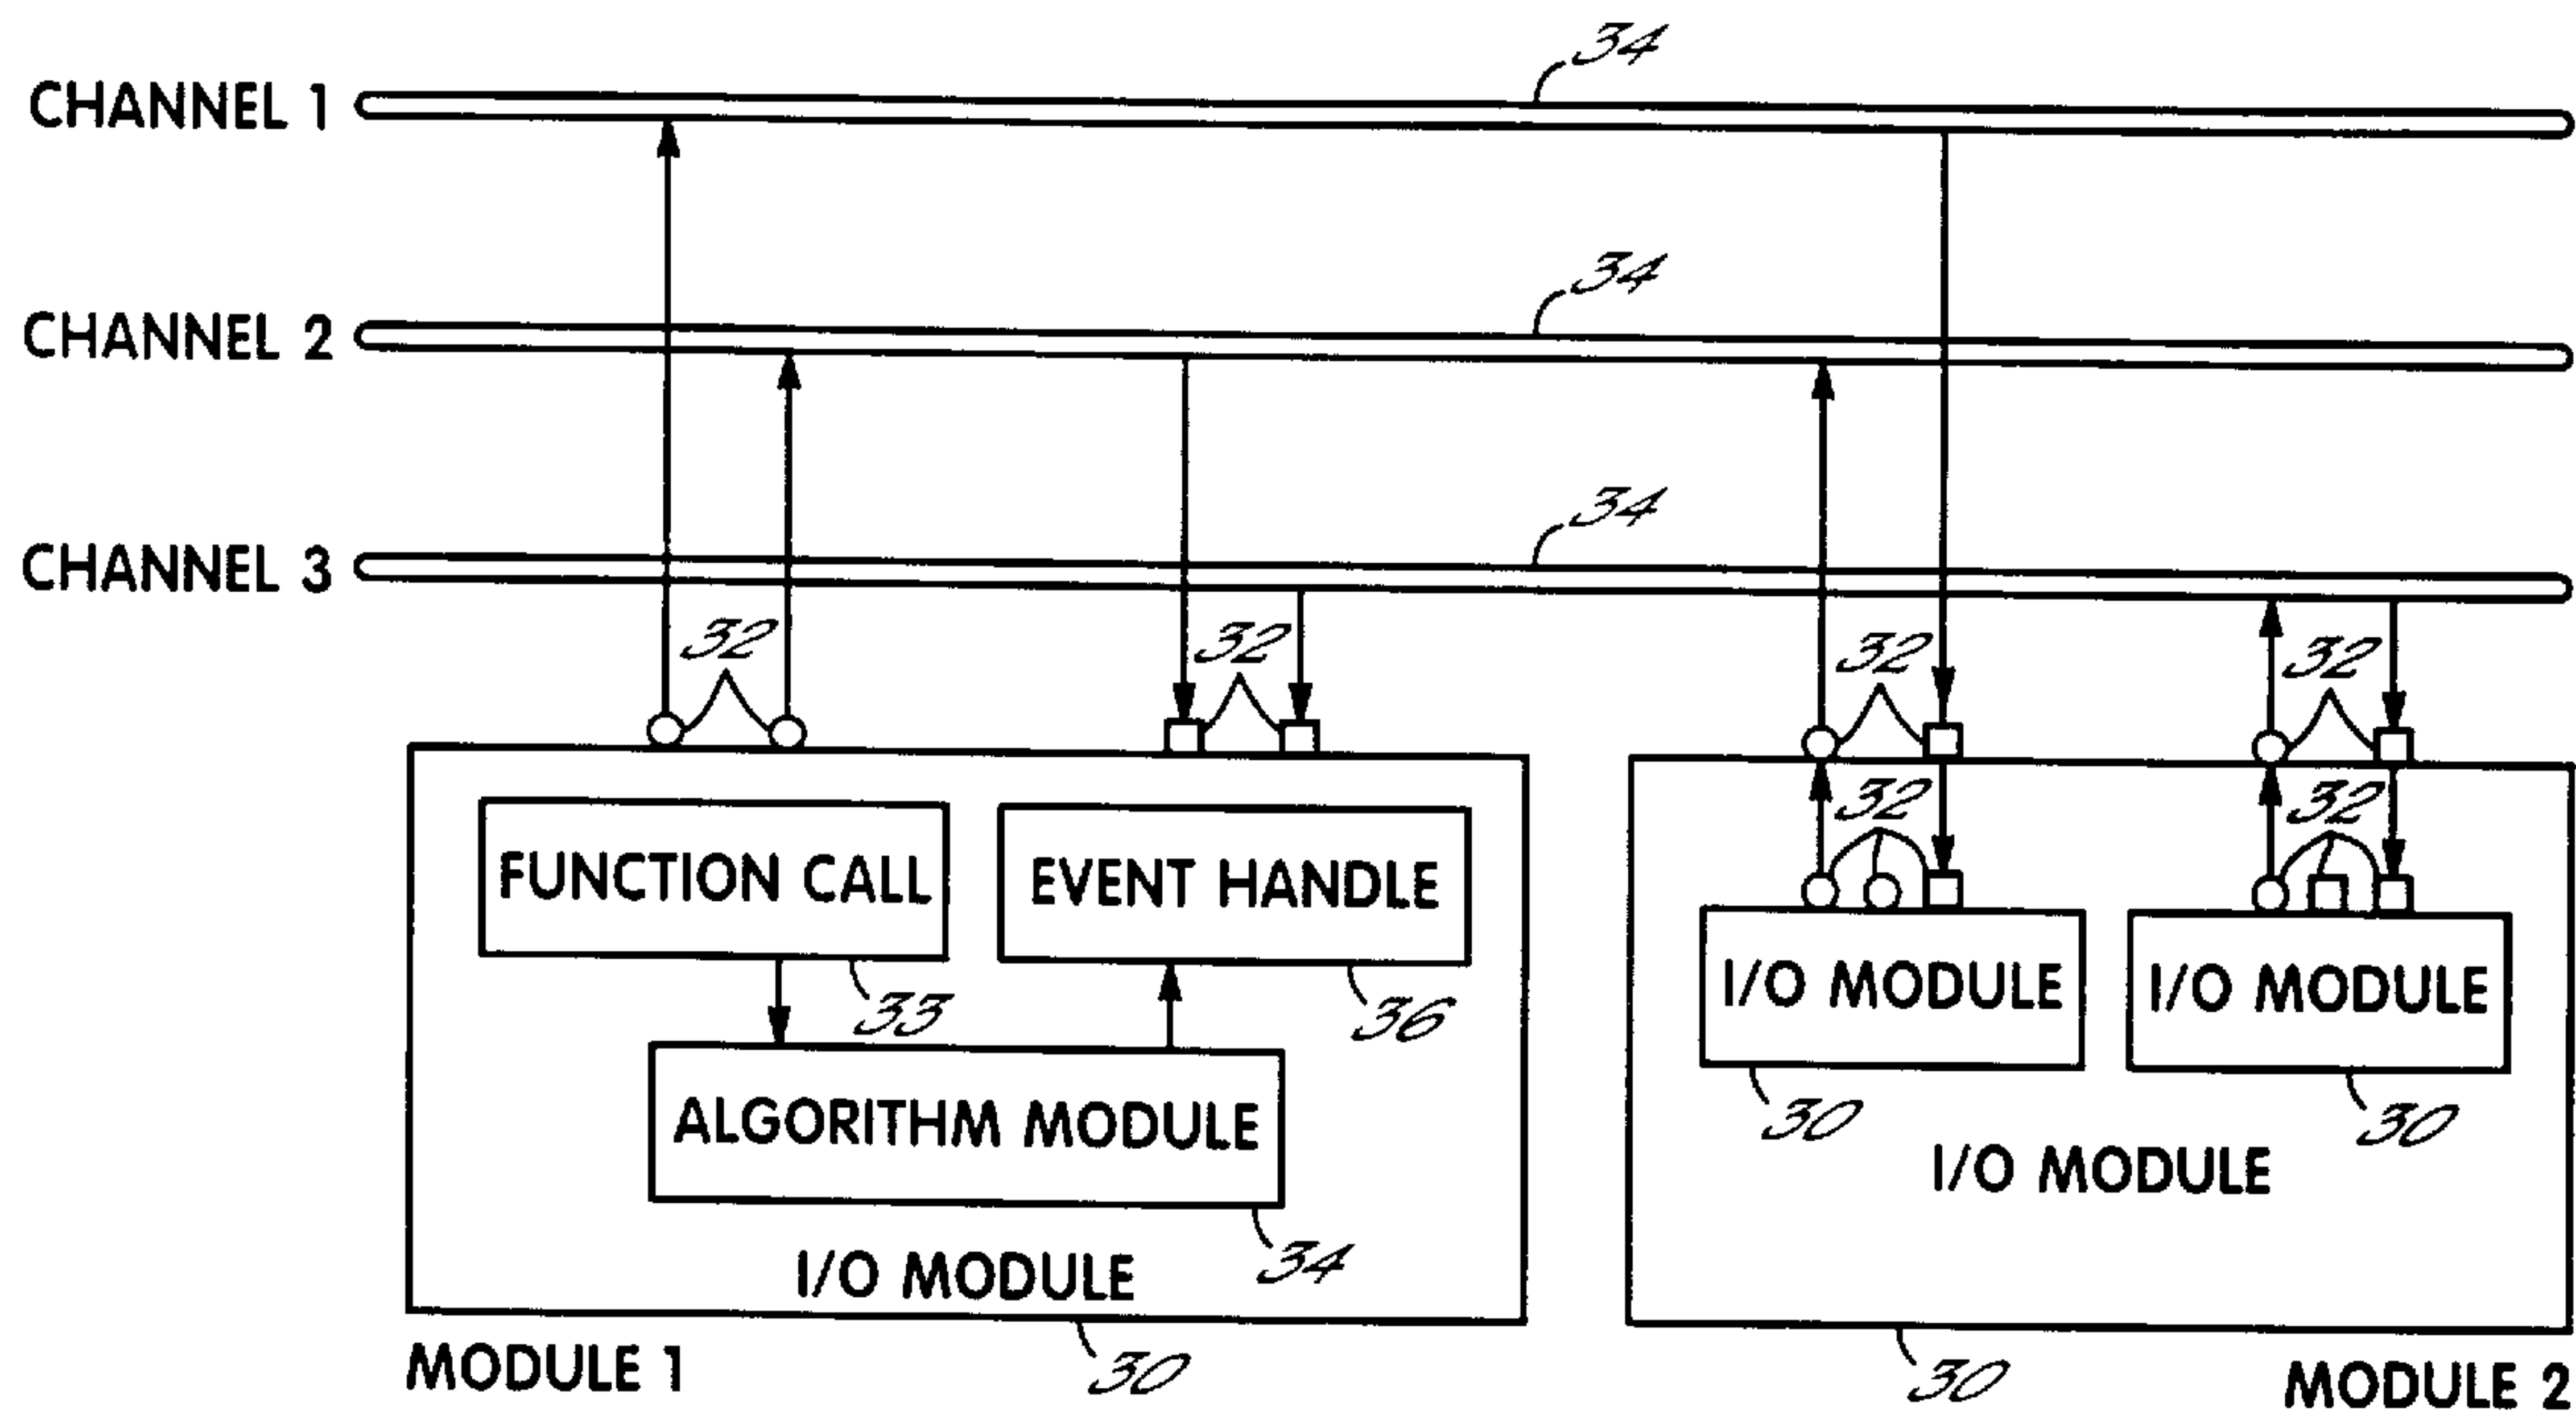 34
CHANNEL 1
34
CHANNEL 2
34
CHANNEL 3
32 32 32 32
32 32
FUNCTION CALL EVENT HANDLE
I/O MODULE I/O MODULE
33 36
ALGORITHM MODULE
30 30
I/O MODULE
34
I/O MODULE
MODULE 1 30 30 MODULE 2